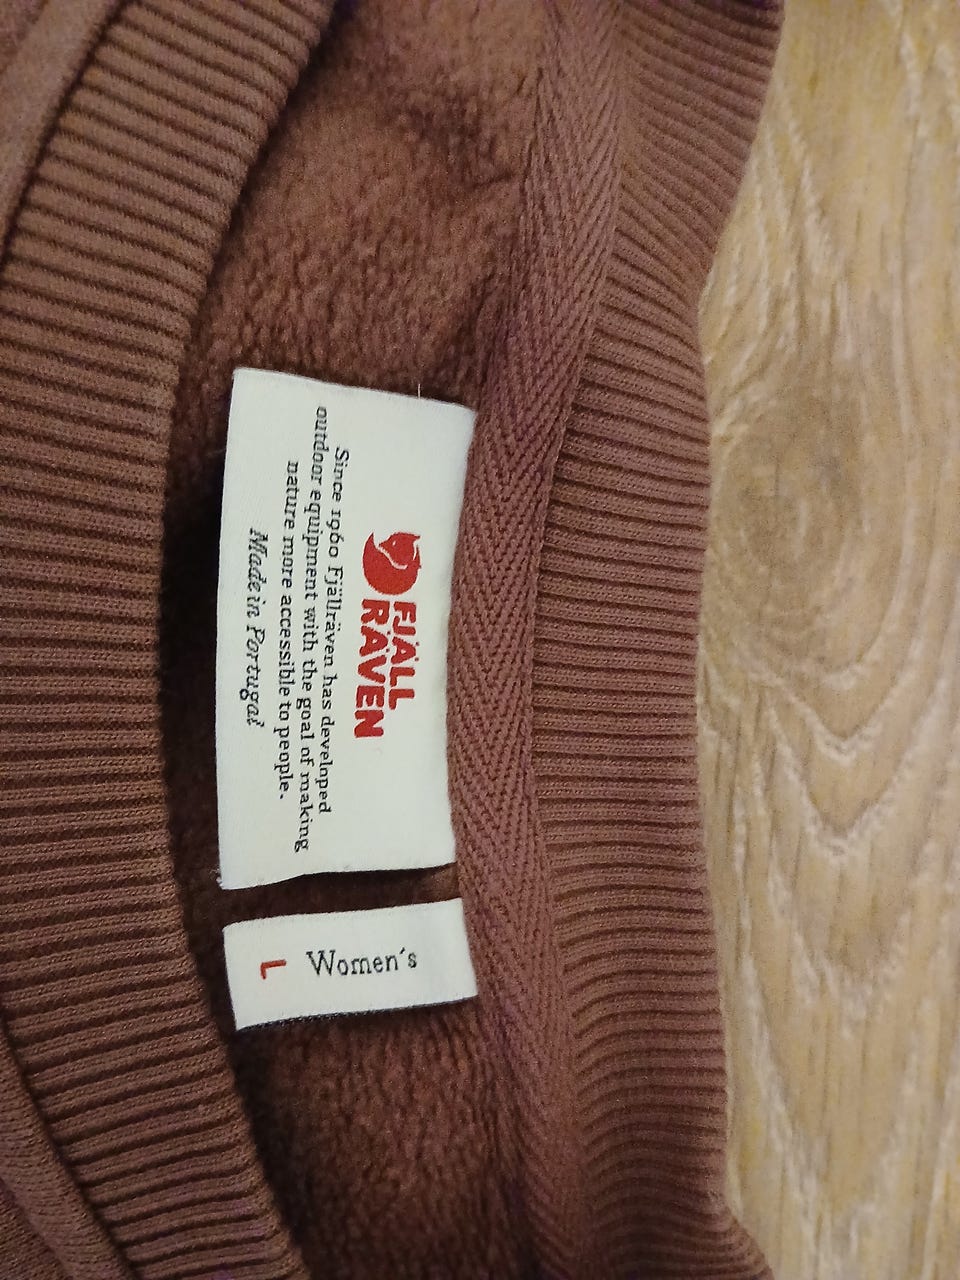 FJÄLL
RÄVEN
Since 1960 Fjällräven has developed
outdoor equipment with the goal of making
nature more accessible to people.
Made in Portugal
Women's
L